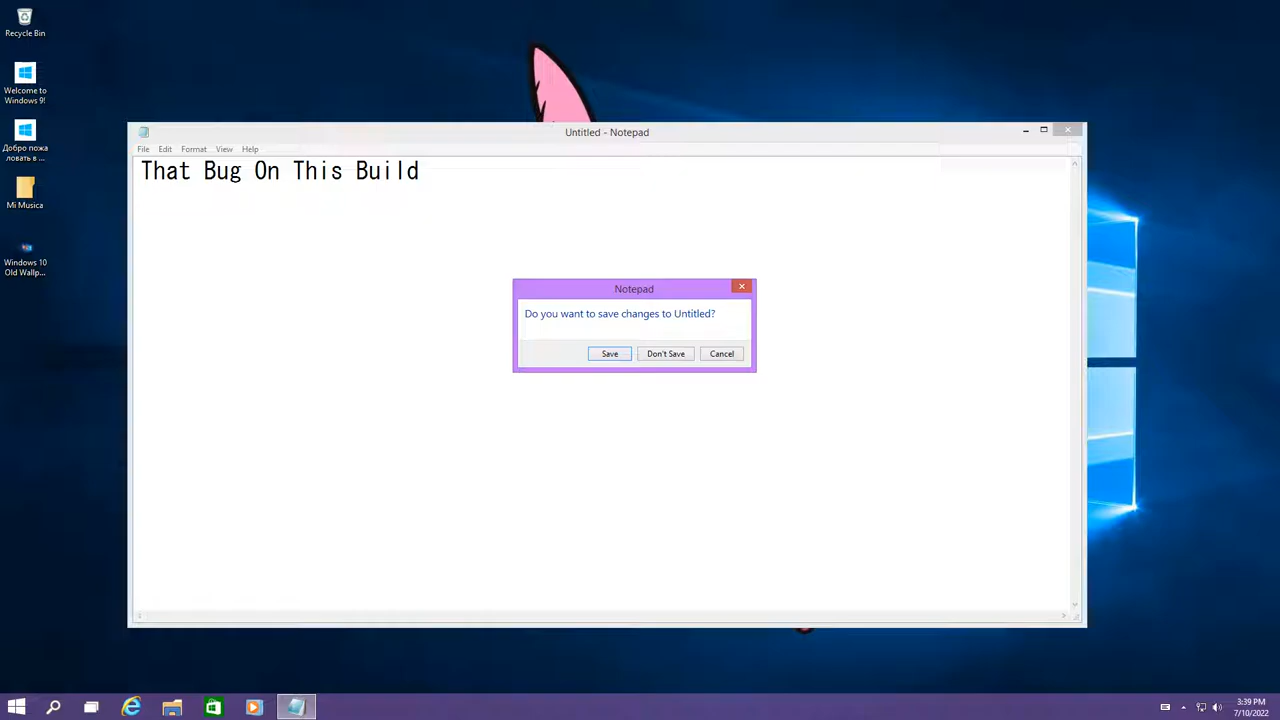 Recycle Bin
Welcome to
Windows 9!
Добро пожа
ловать в ...
Mi Musica
Windows 10
Old Wallp...
Untitled - Notepad
File Edit Format View Help
That Bug On This Build
Notepad
Do you want to save changes to Untitled?
Save Don't Save Cancel
3:39 PM
7/10/2022